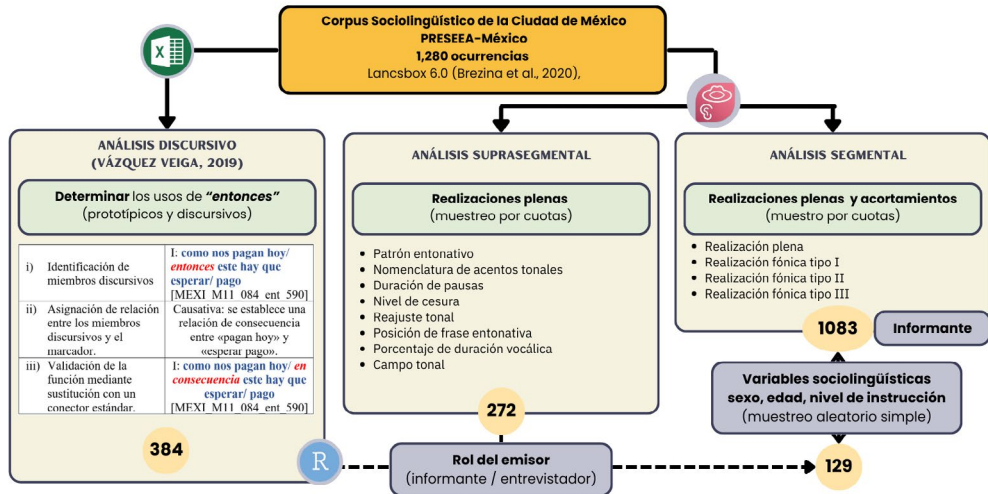 Corpus Sociolingüístico de la Ciudad de México
PRESEEA-México
1,280 ocurrencias
Lancsbox 6.0 (Brezina et al., 2020),
ANÁLISIS DISCURSIVO
(VÁZQUEZ VEIGA, 2019)
Determinar los usos de "entonces"
(prototípicos y discursivos)
i) Identificación de
miembros discursivos
I: como nos pagan hoy/
entonces este hay que
esperar/ pago
[MEXI_M11_084_ent_590]
ii) Asignación de relación
entre los miembros
discursivos y el
marcador.
Causativa: se establece una
relación de consecuencia
entre «pagan hoy» y
«esperar pago».
iii) Validación de la
función mediante
sustitución con un
conector estándar.
I: como nos pagan hoy/ en
consecuencia este hay que
esperar/ pago
[MEXI_M11_084_ent_590]
384
R
ANÁLISIS SUPRASEGMENTAL
Realizaciones plenas
(muestreo por cuotas)
• Patrón entonativo
• Nomenclatura de acentos tonales
• Duración de pausas
• Nivel de cesura
• Reajuste tonal
• Posición de frase entonativa
• Porcentaje de duración vocálica
• Campo tonal
272
Rol del emisor
(informante / entrevistador)
ANÁLISIS SEGMENTAL
Realizaciones plenas y acortamientos
(muestro por cuotas)
• Realización plena
• Realización fónica tipo I
• Realización fónica tipo II
• Realización fónica tipo III
1083
Informante
Variables sociolingüísticas
sexo, edad, nivel de instrucción
(muestreo aleatorio simple)
129